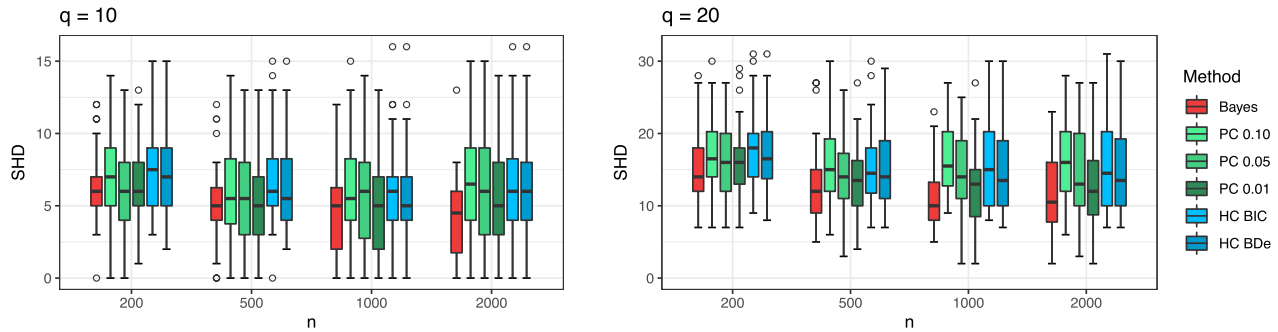 q = 10
q = 20
SHD
15
10
5
0
200
500
1000
2000
n
SHD
30
20
10
0
200
500
1000
2000
n
Method
Bayes
PC 0.10
PC 0.05
PC 0.01
HC BIC
HC BDe